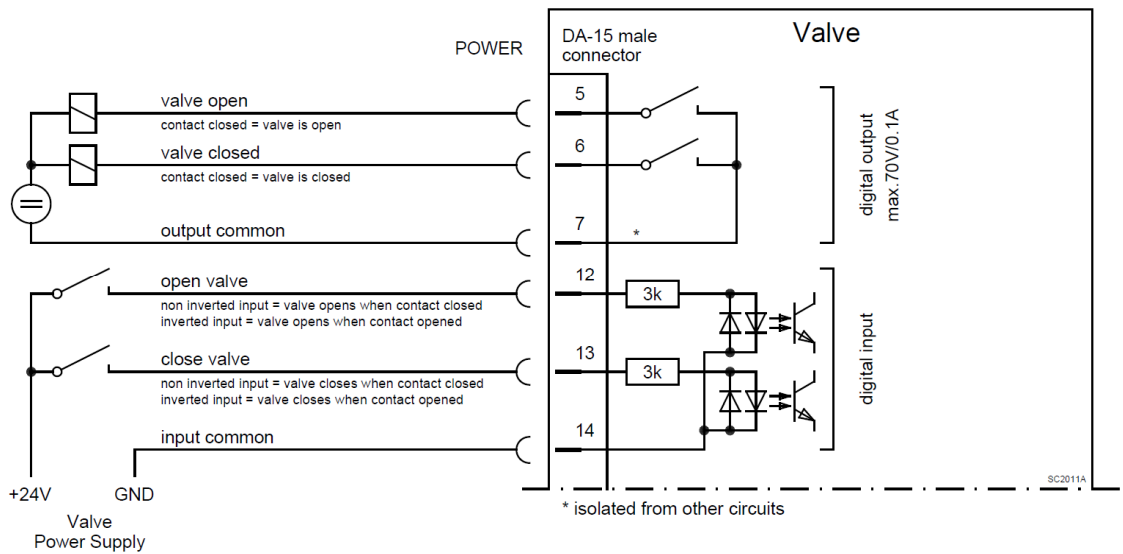 Valve
POWER
DA-15 male
connector
5
valve open
contact closed = valve is open
6
valve closed
contact closed = valve is closed
7
output common
*
digital output
max.70V/0.1A
12
open valve
3k
non inverted input = valve opens when contact closed
inverted input = valve opens when contact opened
13
close valve
3k
non inverted input = valve closes when contact closed
inverted input = valve closes when contact opened
digital input
14
input common
SC2011A
+24V
GND
* isolated from other circuits
Valve
Power Supply